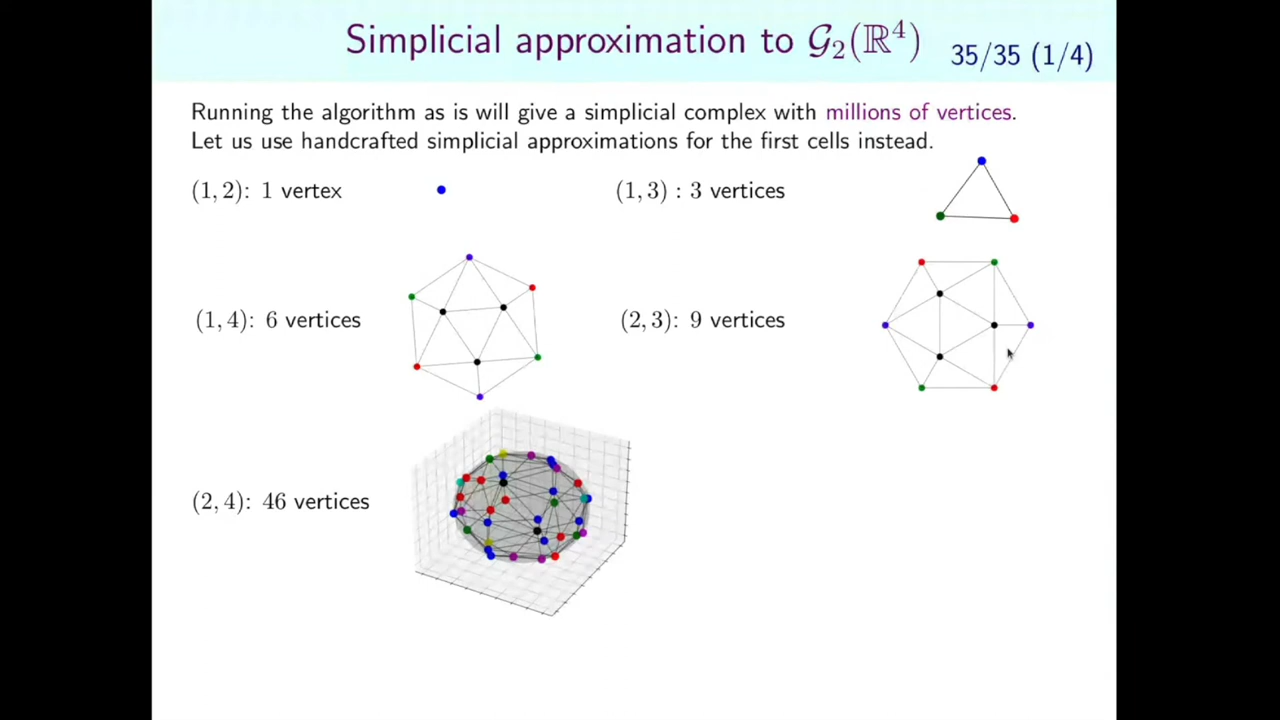 Simplicial approximation to 𝒢₂(ℝ⁴)
35/35 (1/4)
Running the algorithm as is will give a simplicial complex with millions of vertices.
Let us use handcrafted simplicial approximations for the first cells instead.
(1, 2): 1 vertex
(1, 3) : 3 vertices
(1, 4): 6 vertices
(2, 3): 9 vertices
(2, 4): 46 vertices